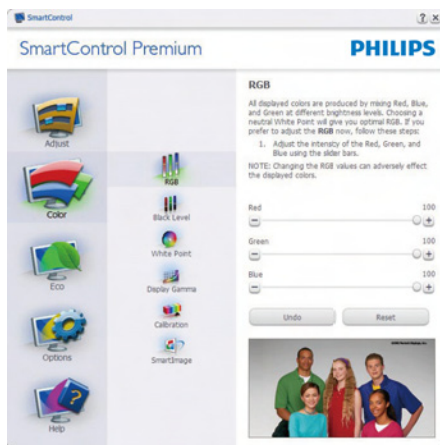 SmartControl
SmartControl Premium
PHILIPS
Adjust
Color
Eco
Options
Help
RGB
Black Level
White Point
Display Gamma
Calibration
SmartImage
RGB
All displayed colors are produced by mixing Red, Blue,
and Green at different brightness levels. Choosing a
neutral White Point will give you optimal RGB. If you
prefer to adjust the RGB now, follow these steps:
1. Adjust the intensty of the Red, Green, and
Blue using the slider bars.
NOTE: Changing the RGB values can adversely effect
the displayed colors.
Red 100
Green 100
Blue 100
Undo Reset